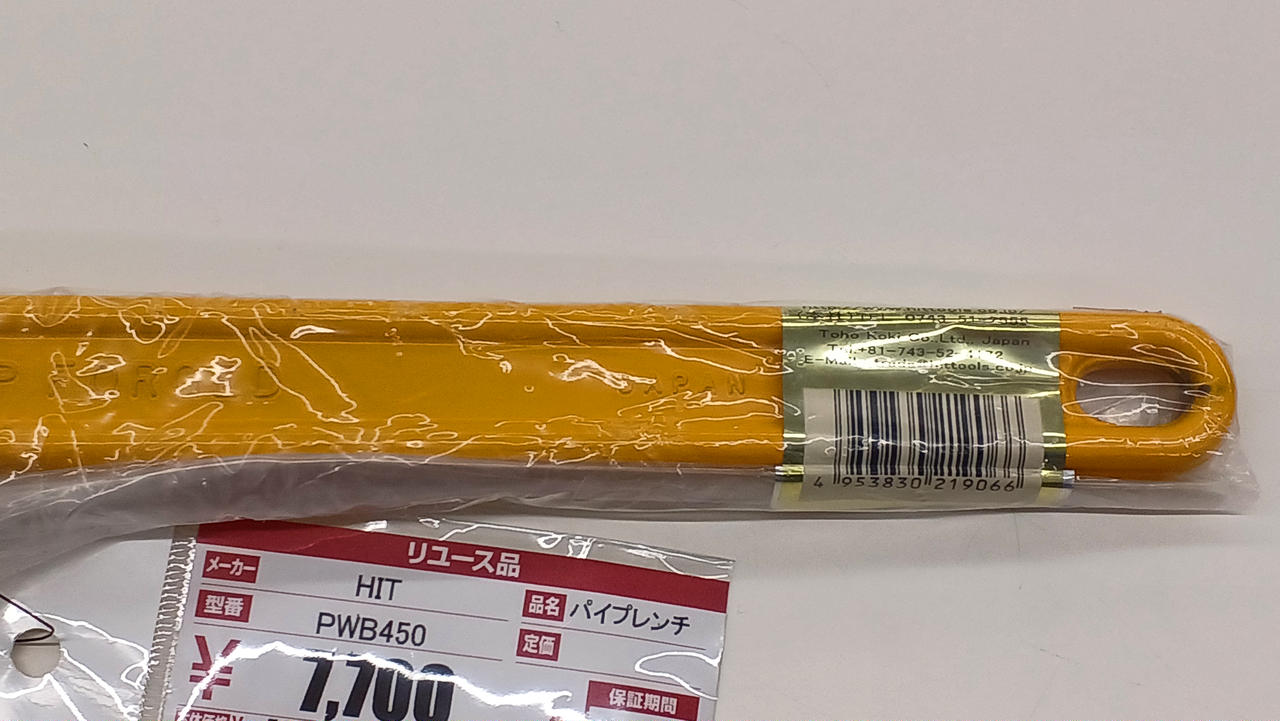 P FORGED
JAPAN
Toho Koki Co.Ltd., Japan
E-Mail
4 953830 219066
リユース品
メーカー HIT
品名 パイプレンチ
型番 PWB450
定価
¥ 7,700
保証期間